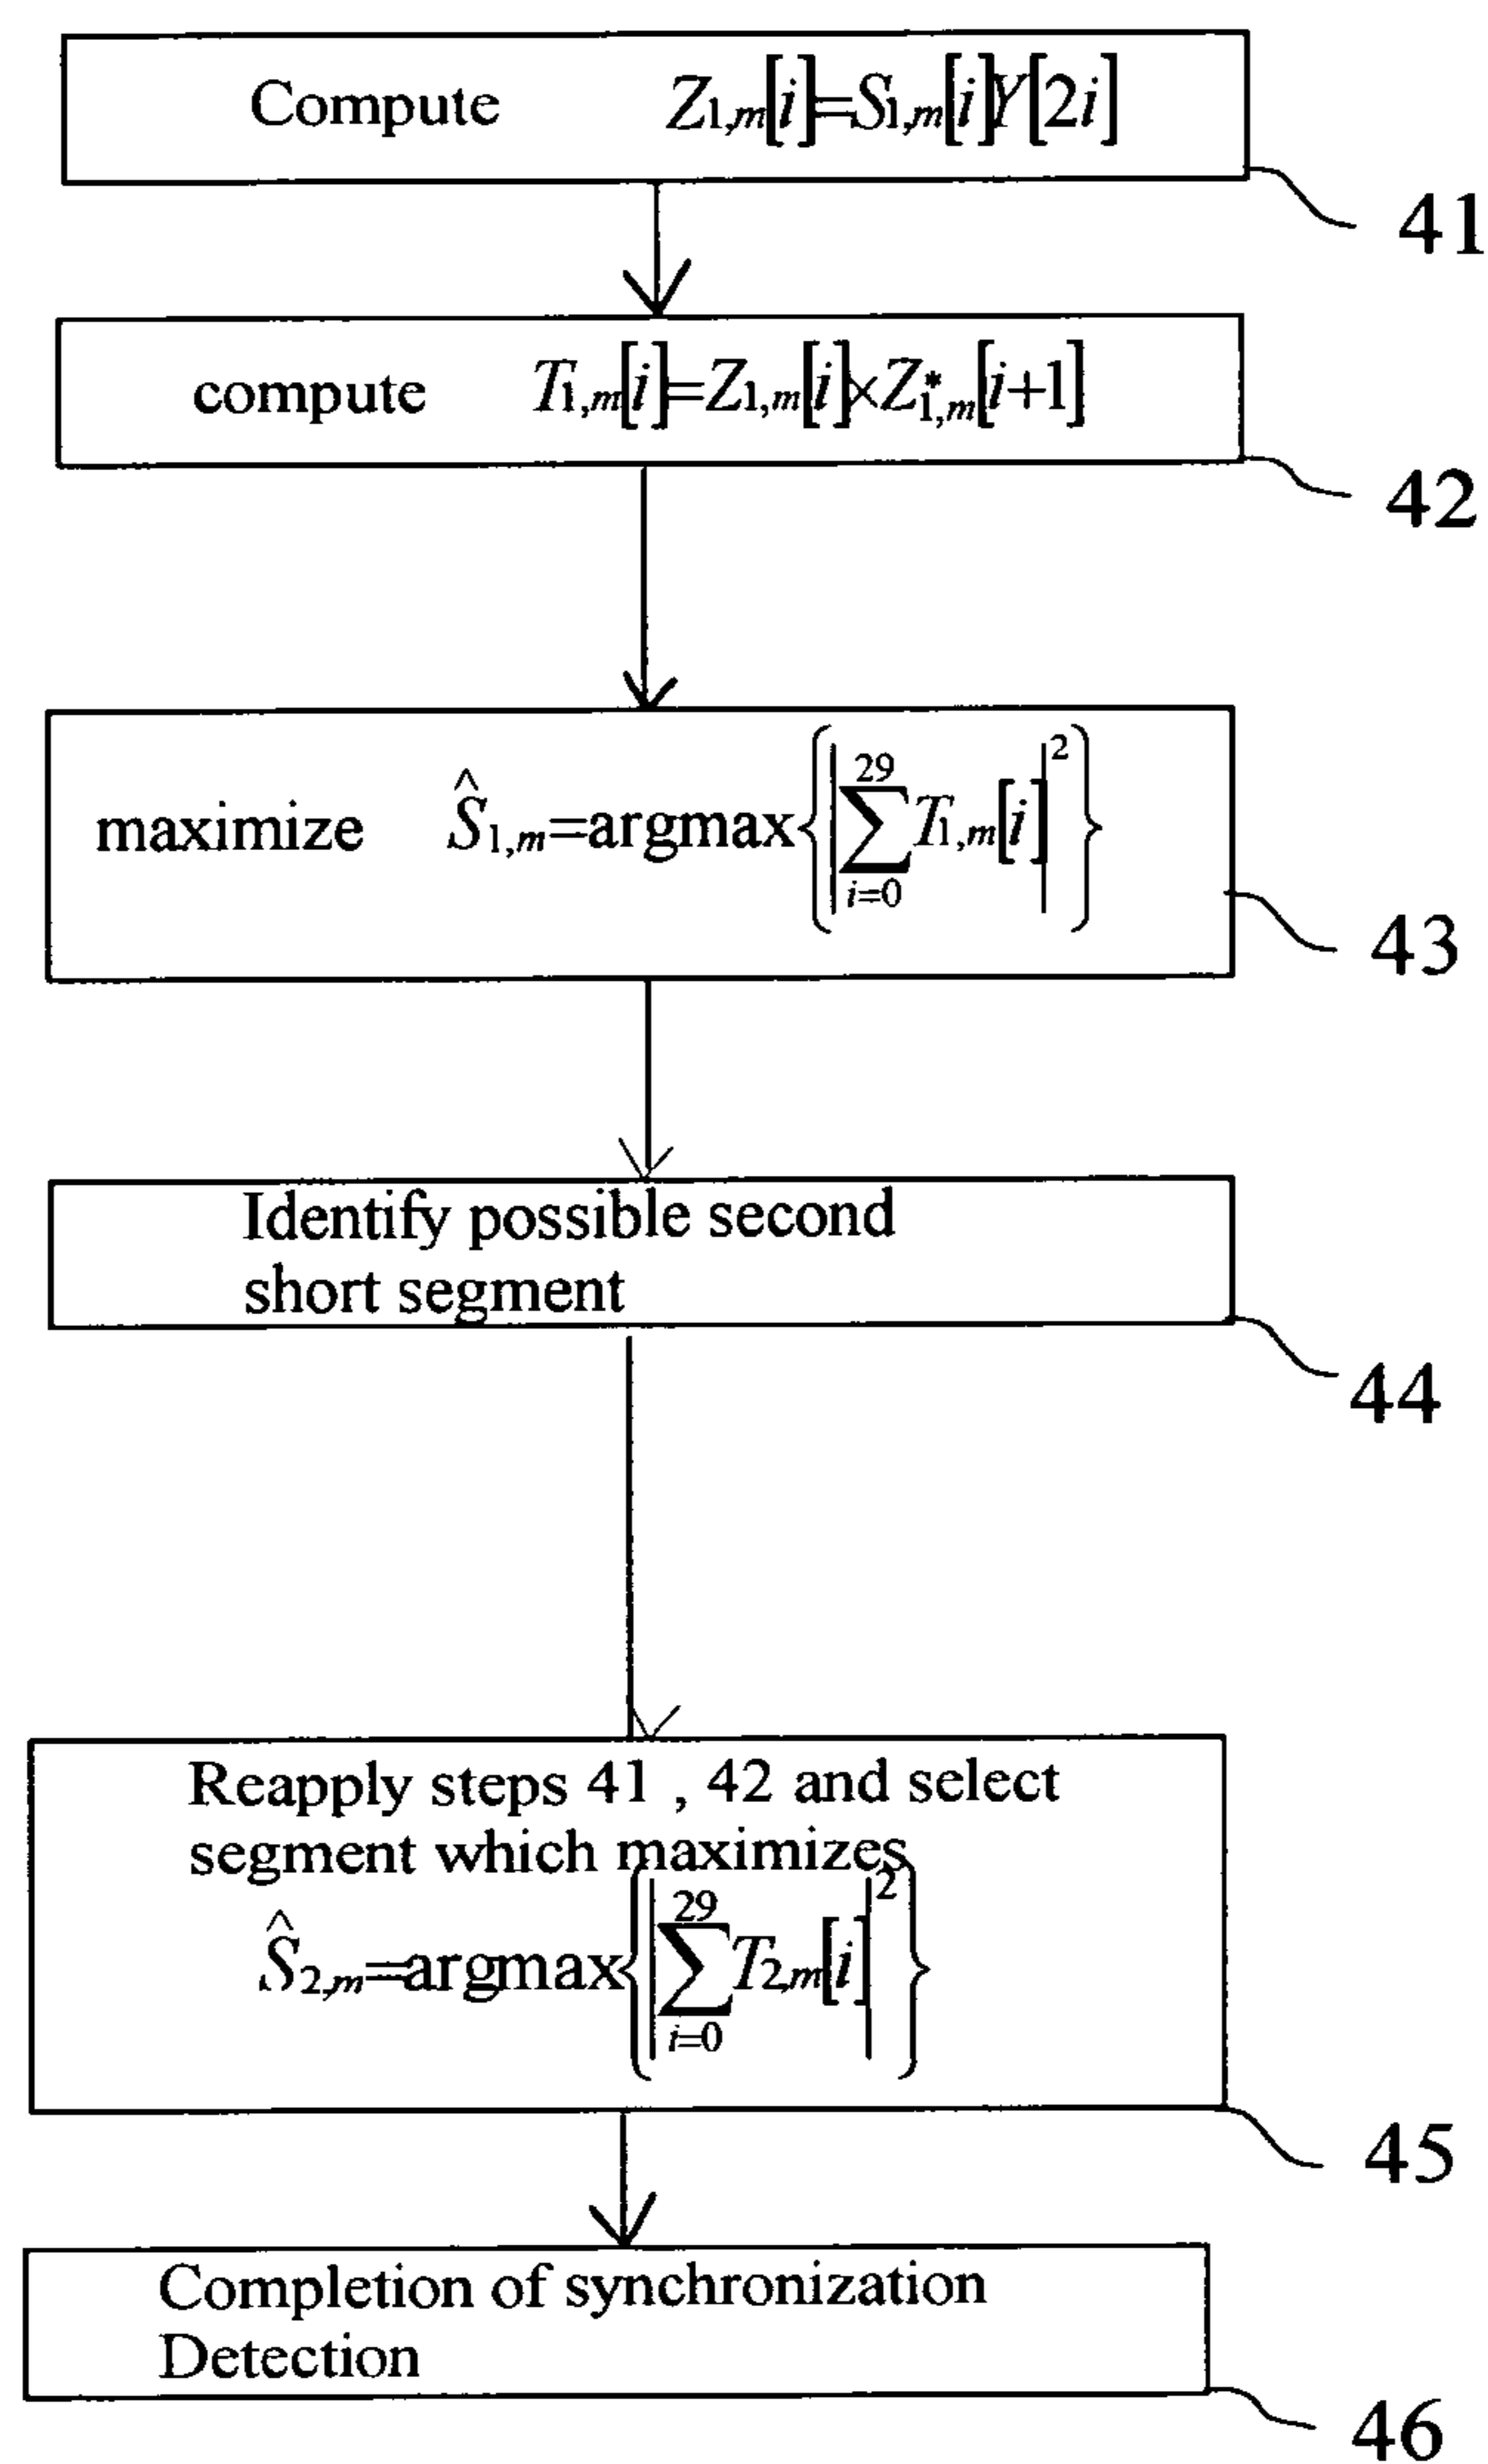 Compute Z₁,ₘ[i]=S₁,ₘ[i]Y[2i]
41
compute T₁,ₘ[i]=Z₁,ₘ[i]×Z*₁,ₘ[i+1]
42
maximize Ŝ₁,ₘ=argmax{|∑_{i=0}^{29}T₁,ₘ[i]|²}
43
Identify possible second
short segment
44
Reapply steps 41 , 42 and select
segment which maximizes
Ŝ₂,ₘ=argmax{|∑_{i=0}^{29}T₂,ₘ[i]|²}
45
Completion of synchronization
Detection
46